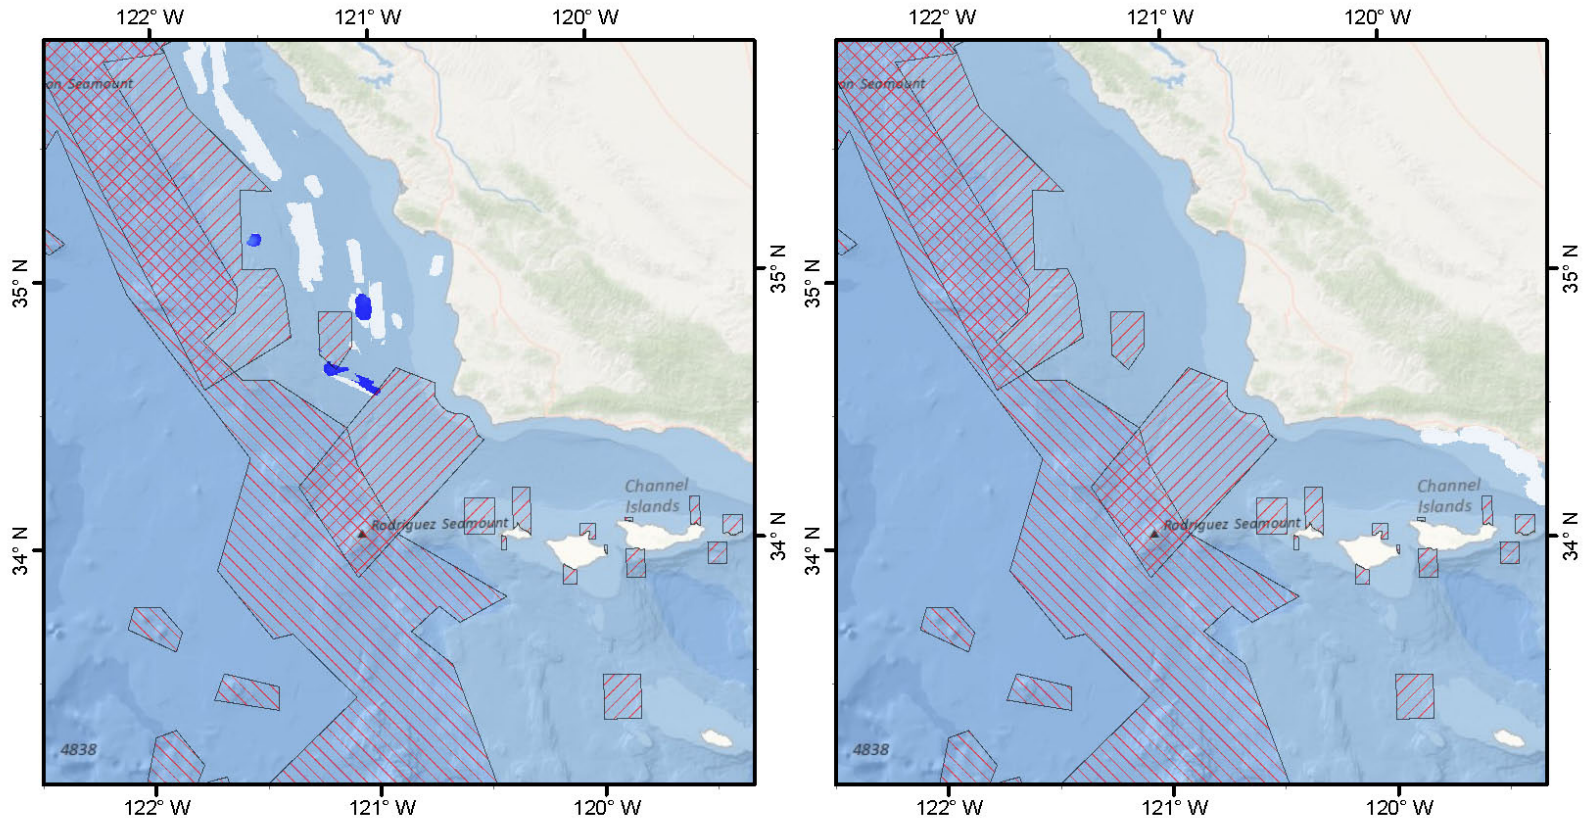 122° W 121° W 120° W 122° W 121° W 120° W
on Seamount on Seamount
35° N 35° N 35° N 35° N
Channel Channel
Islands Islands
Rodriguez Seamount Rodriguez Seamount
34° N 34° N 34° N 34° N
4838 4838
122° W 121° W 120° W 122° W 121° W 120° W